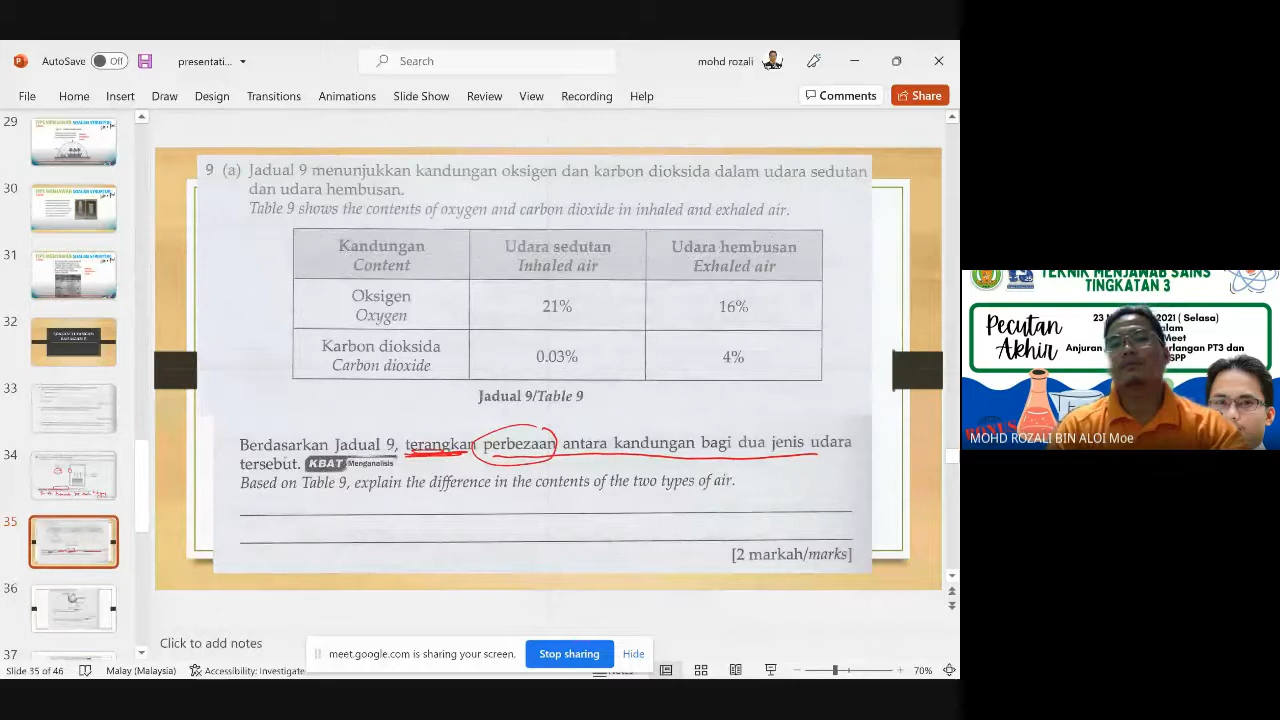 AutoSave Off presentati... Search mohd rozali
File Home Insert Draw Design Transitions Animations Slide Show Review View Recording Help Comments Share
29
30
31
32
33
34
35
36
37
9 (a) Jadual 9 menunjukkan kandungan oksigen dan karbon dioksida dalam udara sedutan
dan udara hembusan.
Table 9 shows the contents of oxygen and carbon dioxide in inhaled and exhaled air.
Kandungan Udara sedutan Udara hembusan
Content Inhaled air Exhaled air
Oksigen 21% 16%
Oxygen
Karbon dioksida 0.03% 4%
Carbon dioxide
Jadual 9/Table 9
Berdasarkan Jadual 9, terangkan perbezaan antara kandungan bagi dua jenis udara
tersebut. KBAT Menganalisis
Based on Table 9, explain the difference in the contents of the two types of air.
[2 markah/marks]
Click to add notes
meet.google.com is sharing your screen. Stop sharing Hide
Slide 35 of 46 Malay (Malaysia) Accessibility: Investigate 70%
TEKNIK MENJAWAB SAINS
TINGKATAN 3
Pecutan
Akhir
2021 ( Selasa)
Meet
Anjuran
MOHD ROZALI BIN ALOI Moe